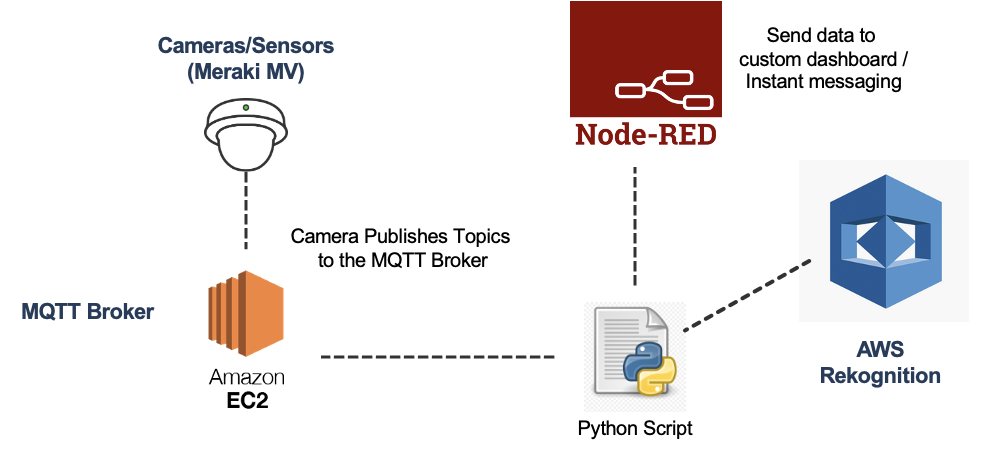 Cameras/Sensors
(Meraki MV)
Send data to
custom dashboard /
Instant messaging
Node-RED
Camera Publishes Topics
to the MQTT Broker
MQTT Broker
Amazon
EC2
Python Script
AWS
Rekognition